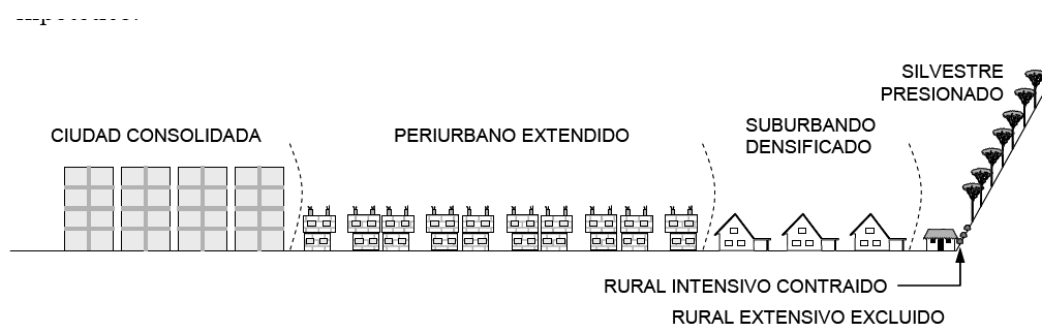 CIUDAD CONSOLIDADA
PERIURBANO EXTENDIDO
SUBURBANDO
DENSIFICADO
SILVESTRE
PRESIONADO
RURAL INTENSIVO CONTRAIDO
RURAL EXTENSIVO EXCLUIDO